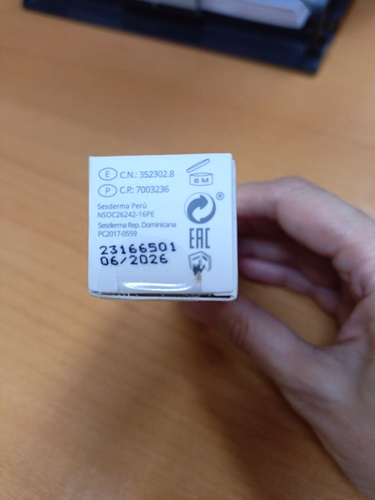 E C.N.: 352302.8
P C.P.: 7003236
Sesderma Perú
NSOC26242-16PE
Sesderma Rep. Dominicana
PC2017-0559
23166501
06/2026
6 M
®
EAC